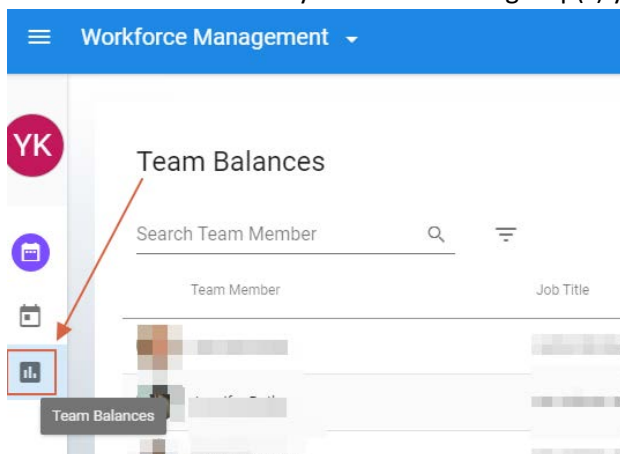 Workforce Management
YK
Team Balances
Search Team Member
Team Member
Job Title
Team Balances